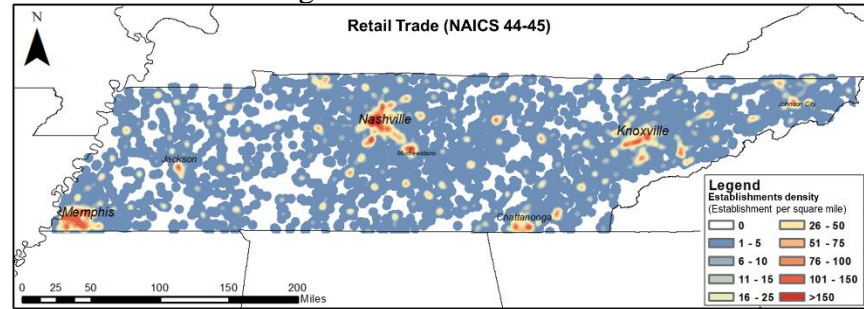 Retail Trade (NAICS 44-45)
N
Nashville
Murfreesboro
Knoxville
Johnson City
Jackson
Memphis
Chattanooga
0 25 50 100 150 200
Miles
Legend
Establishments density
(Establishment per square mile)
0
1 - 5
6 - 10
11 - 15
16 - 25
26 - 50
51 - 75
76 - 100
101 - 150
>150